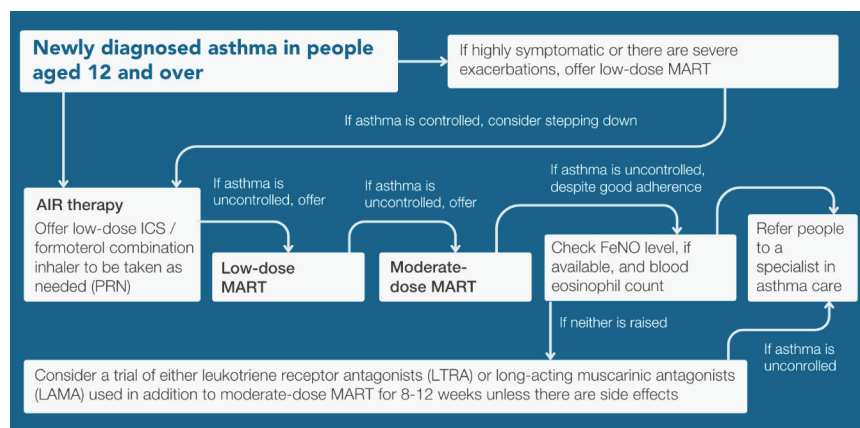 Newly diagnosed asthma in people
aged 12 and over
If highly symptomatic or there are severe
exacerbations, offer low-dose MART
If asthma is controlled, consider stepping down
AIR therapy
Offer low-dose ICS /
formoterol combination
inhaler to be taken as
needed (PRN)
If asthma is
uncontrolled, offer
Low-dose
MART
If asthma is
uncontrolled, offer
Moderate-
dose MART
If asthma is uncontrolled,
despite good adherence
Check FeNO level, if
available, and blood
eosinophil count
Refer people
to a
specialist in
asthma care
If neither is raised
Consider a trial of either leukotriene receptor antagonists (LTRA) or long-acting muscarinic antagonists
(LAMA) used in addition to moderate-dose MART for 8-12 weeks unless there are side effects
If asthma is
unconrolled